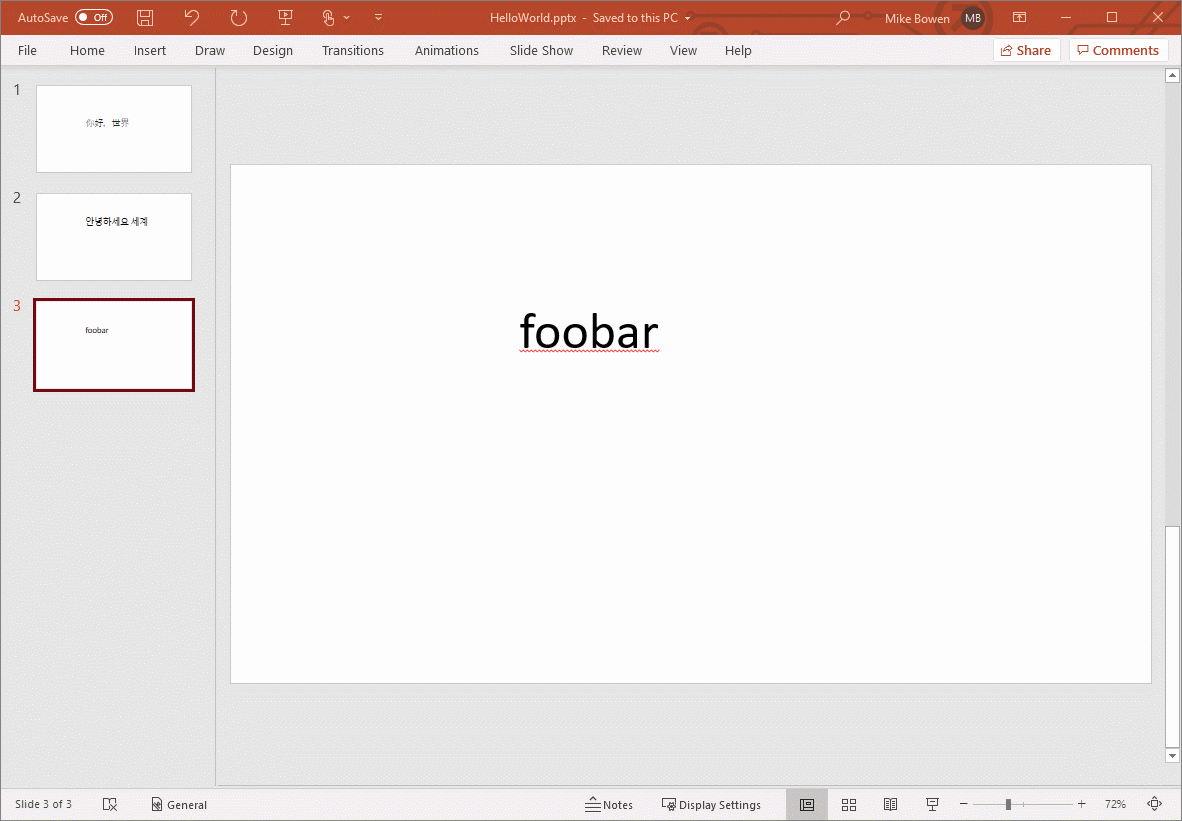 AutoSave Off HelloWorld.pptx - Saved to this PC Mike Bowen MB
File Home Insert Draw Design Transitions Animations Slide Show Review View Help Share Comments
1
你好，世界
2
안녕하세요 세계
3
foobar
foobar
Slide 3 of 3 General Notes Display Settings 72%